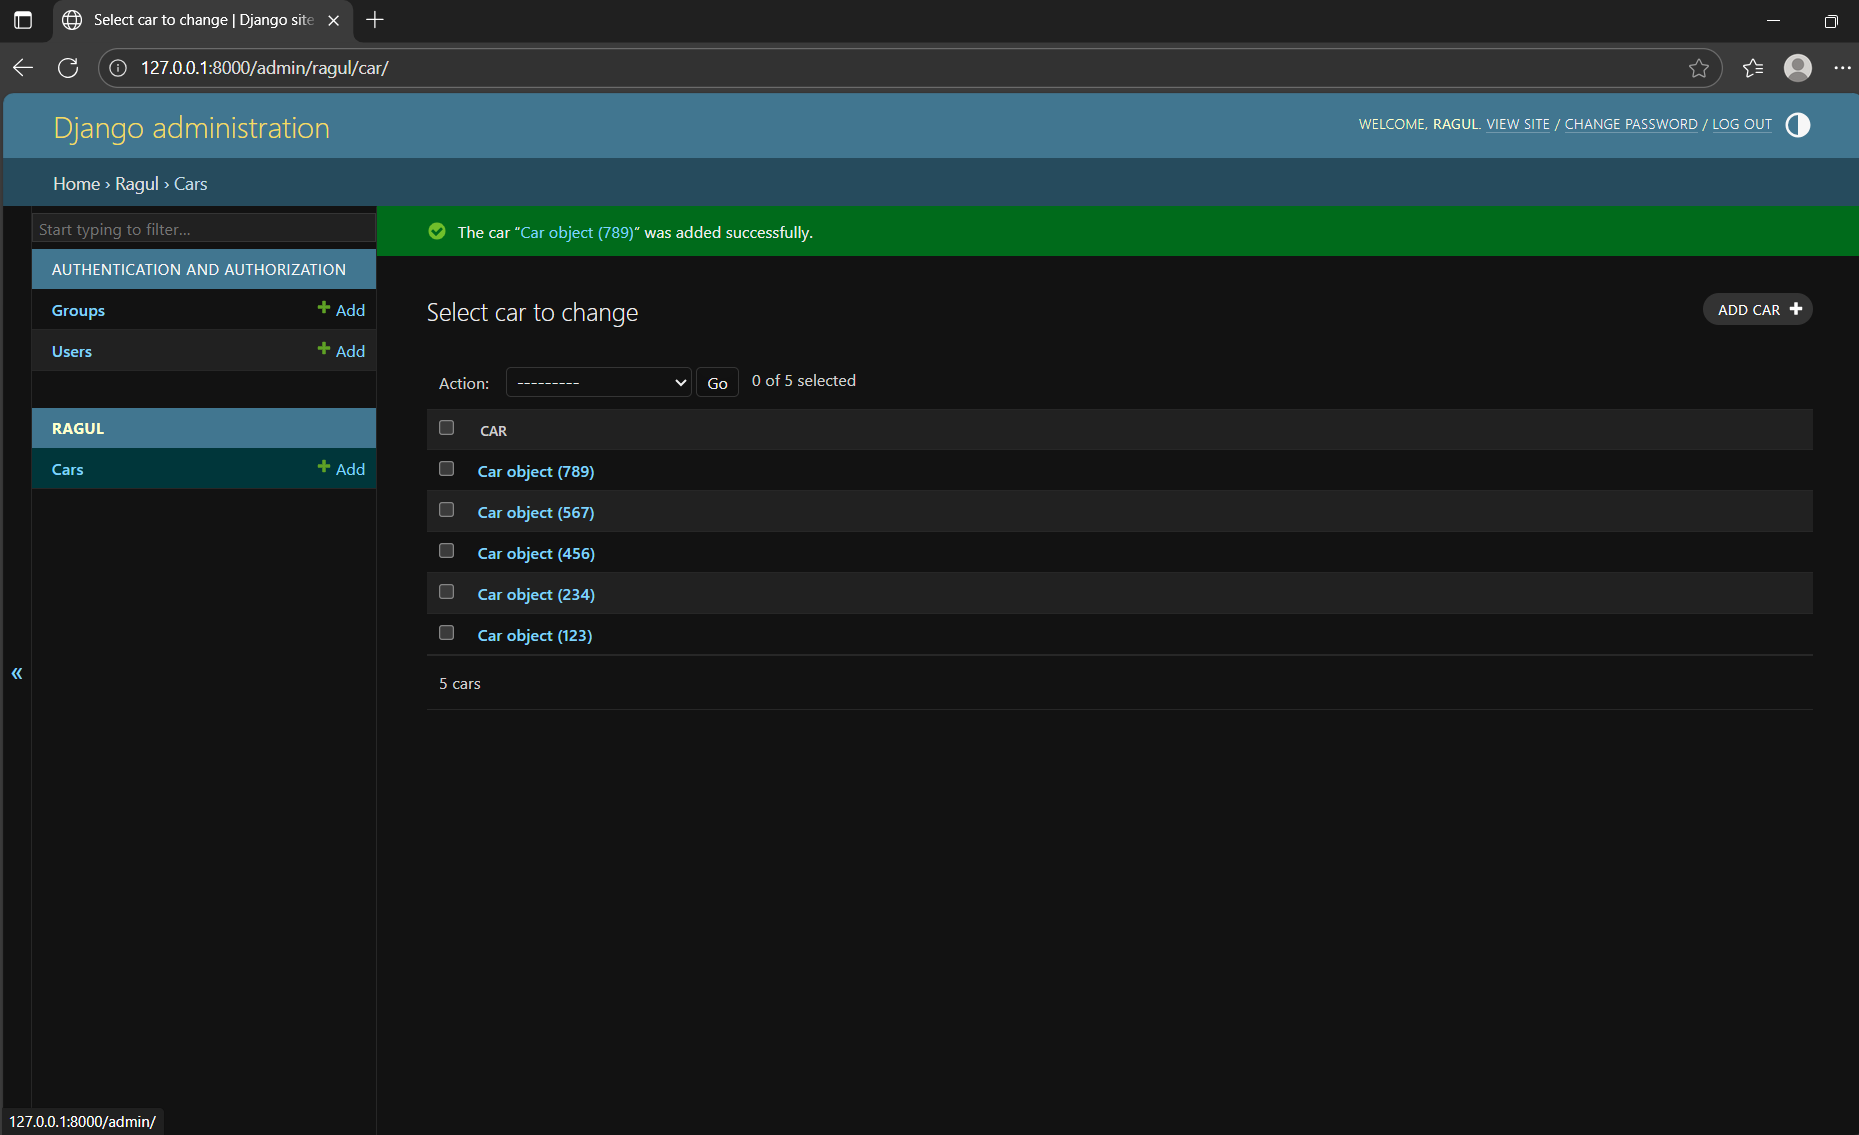 Select car to change | Django site
127.0.0.1:8000/admin/ragul/car/
Django administration
WELCOME, RAGUL. VIEW SITE / CHANGE PASSWORD / LOG OUT
Home › Ragul › Cars
Start typing to filter...
The car “Car object (789)” was added successfully.
AUTHENTICATION AND AUTHORIZATION
Groups Add
Users Add
RAGUL
Cars Add
Select car to change
ADD CAR
Action: --------- Go 0 of 5 selected
CAR
Car object (789)
Car object (567)
Car object (456)
Car object (234)
Car object (123)
5 cars
«
127.0.0.1:8000/admin/